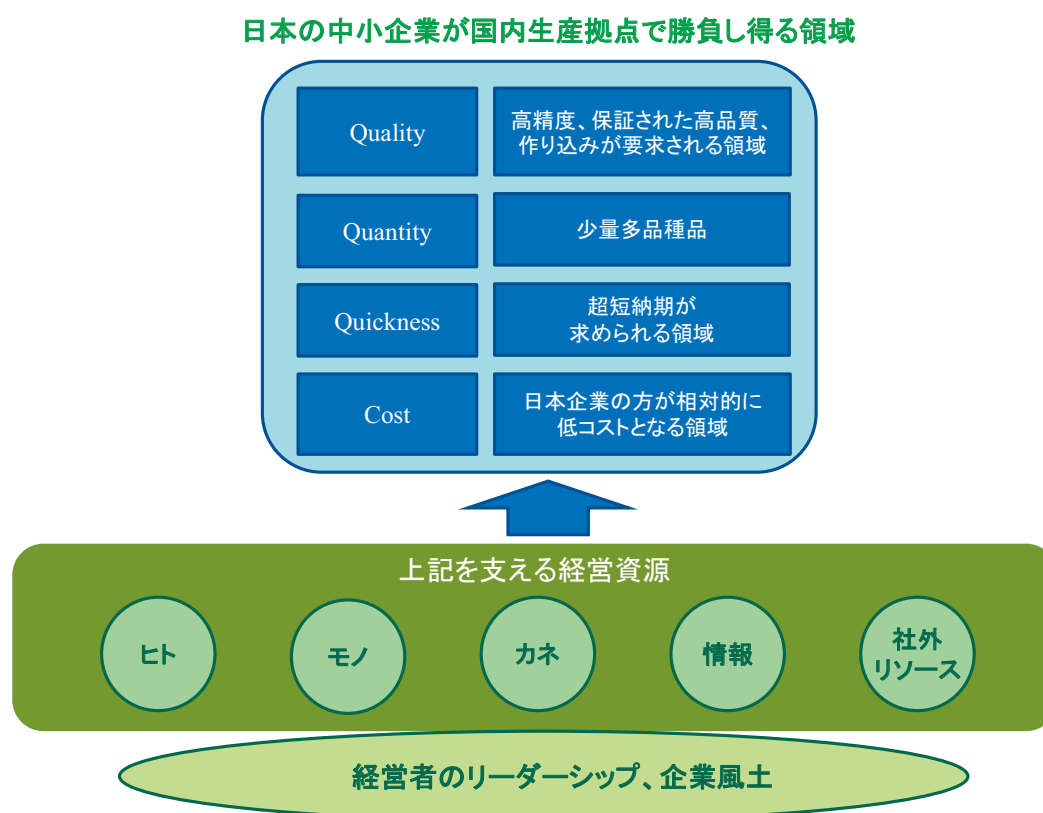 日本の中小企業が国内生産拠点で勝負し得る領域
Quality
高精度、保証された高品質、
作り込みが要求される領域
Quantity
少量多品種品
Quickness
超短納期が
求められる領域
Cost
日本企業の方が相対的に
低コストとなる領域
上記を支える経営資源
ヒト
モノ
カネ
情報
社外
リソース
経営者のリーダーシップ、企業風土